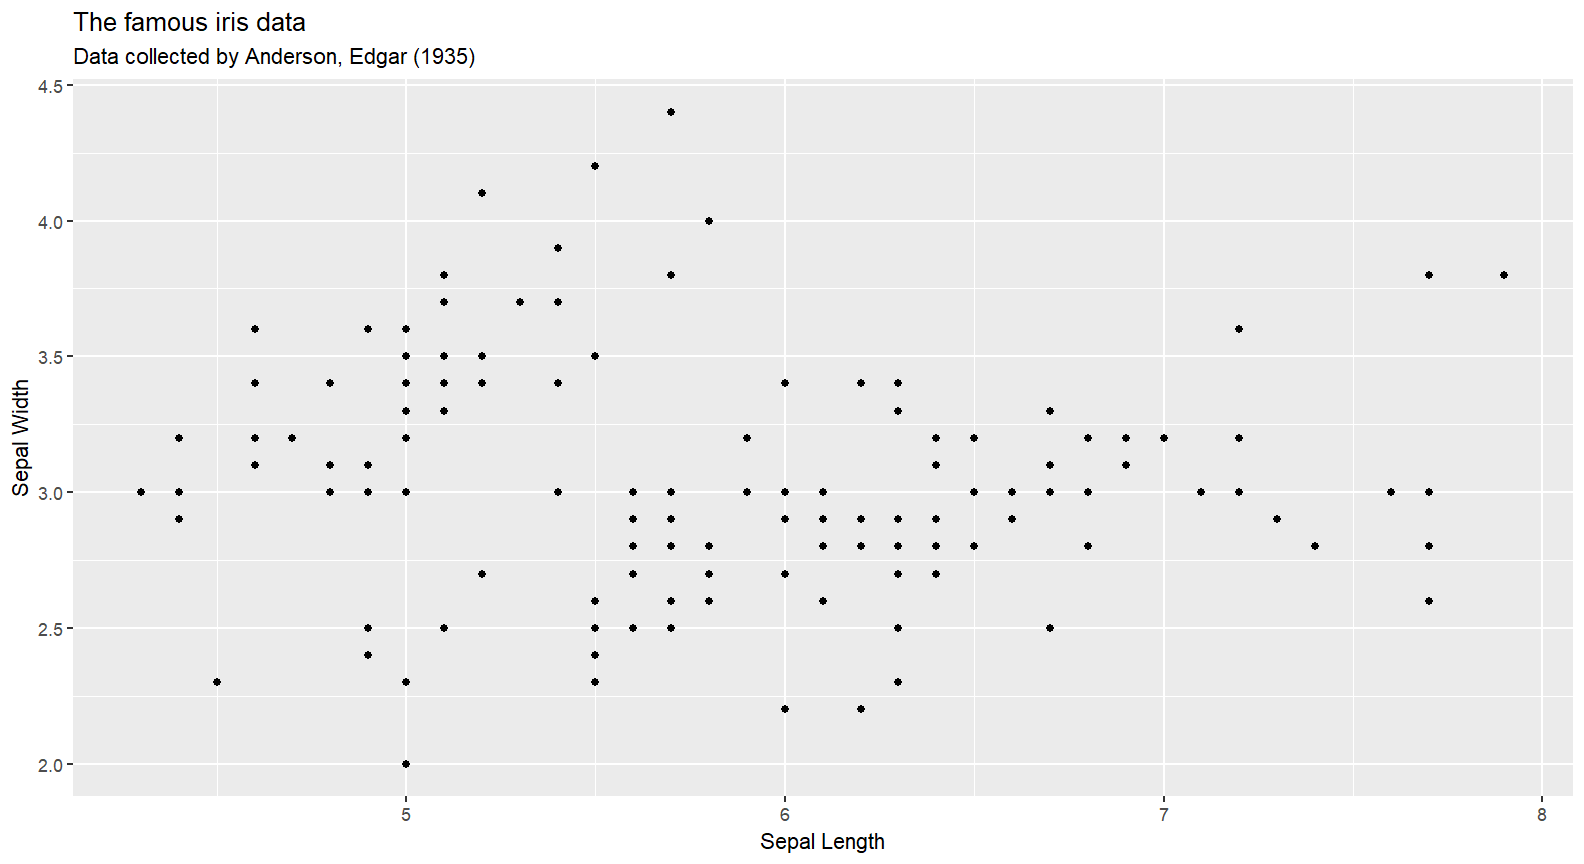 The famous iris data
Data collected by Anderson, Edgar (1935)
4.5
4.0
3.5
3.0
2.5
2.0
Sepal Width
5 6 7 8
Sepal Length